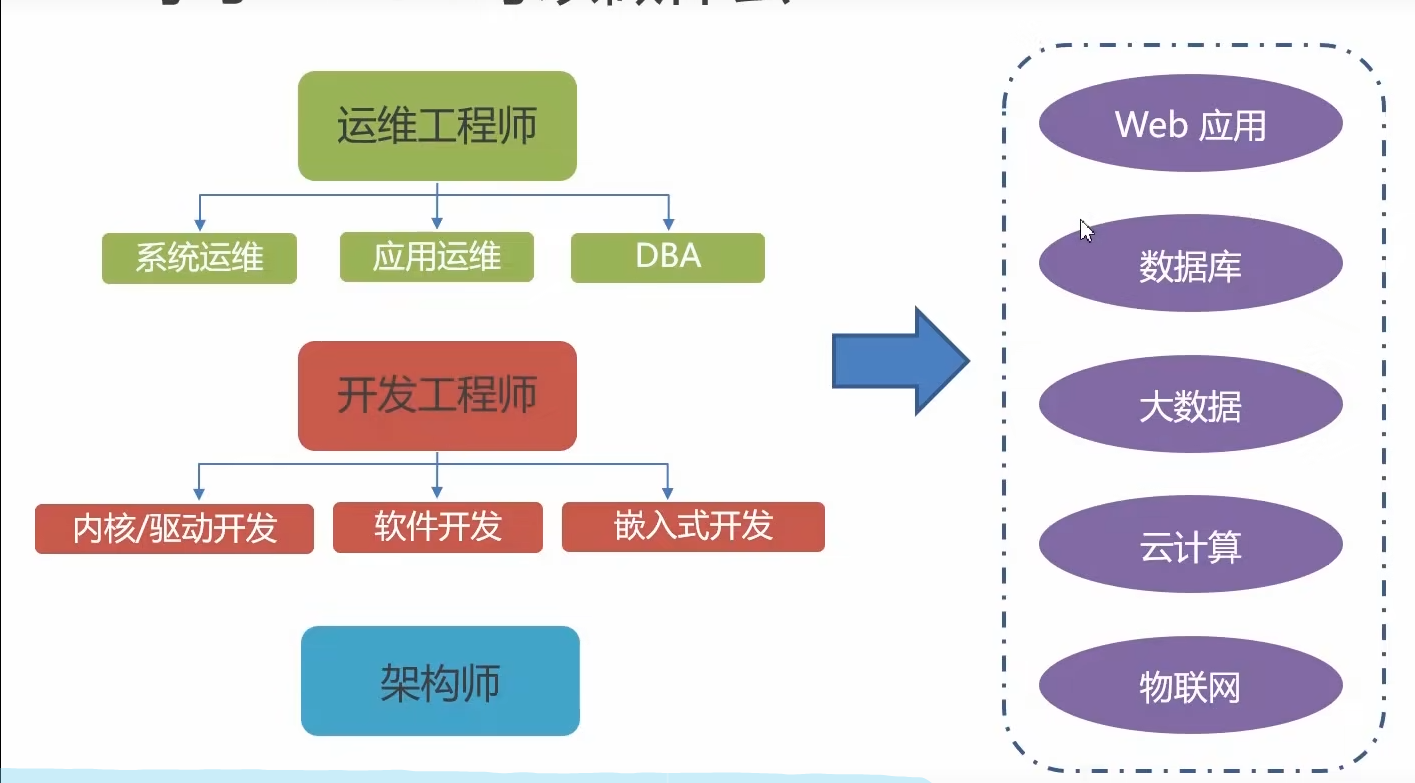 运维工程师
系统运维
应用运维
DBA
开发工程师
内核/驱动开发
软件开发
嵌入式开发
架构师
Web 应用
数据库
大数据
云计算
物联网